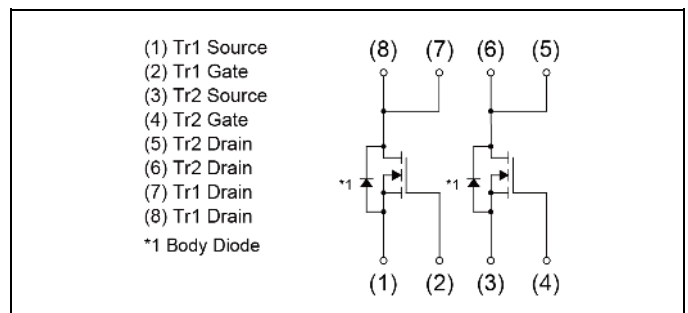 (1) Tr1 Source
(2) Tr1 Gate
(3) Tr2 Source
(4) Tr2 Gate
(5) Tr2 Drain
(6) Tr2 Drain
(7) Tr1 Drain
(8) Tr1 Drain
*1 Body Diode
(8) (7) (6) (5)
*1 *1
(1) (2) (3) (4)